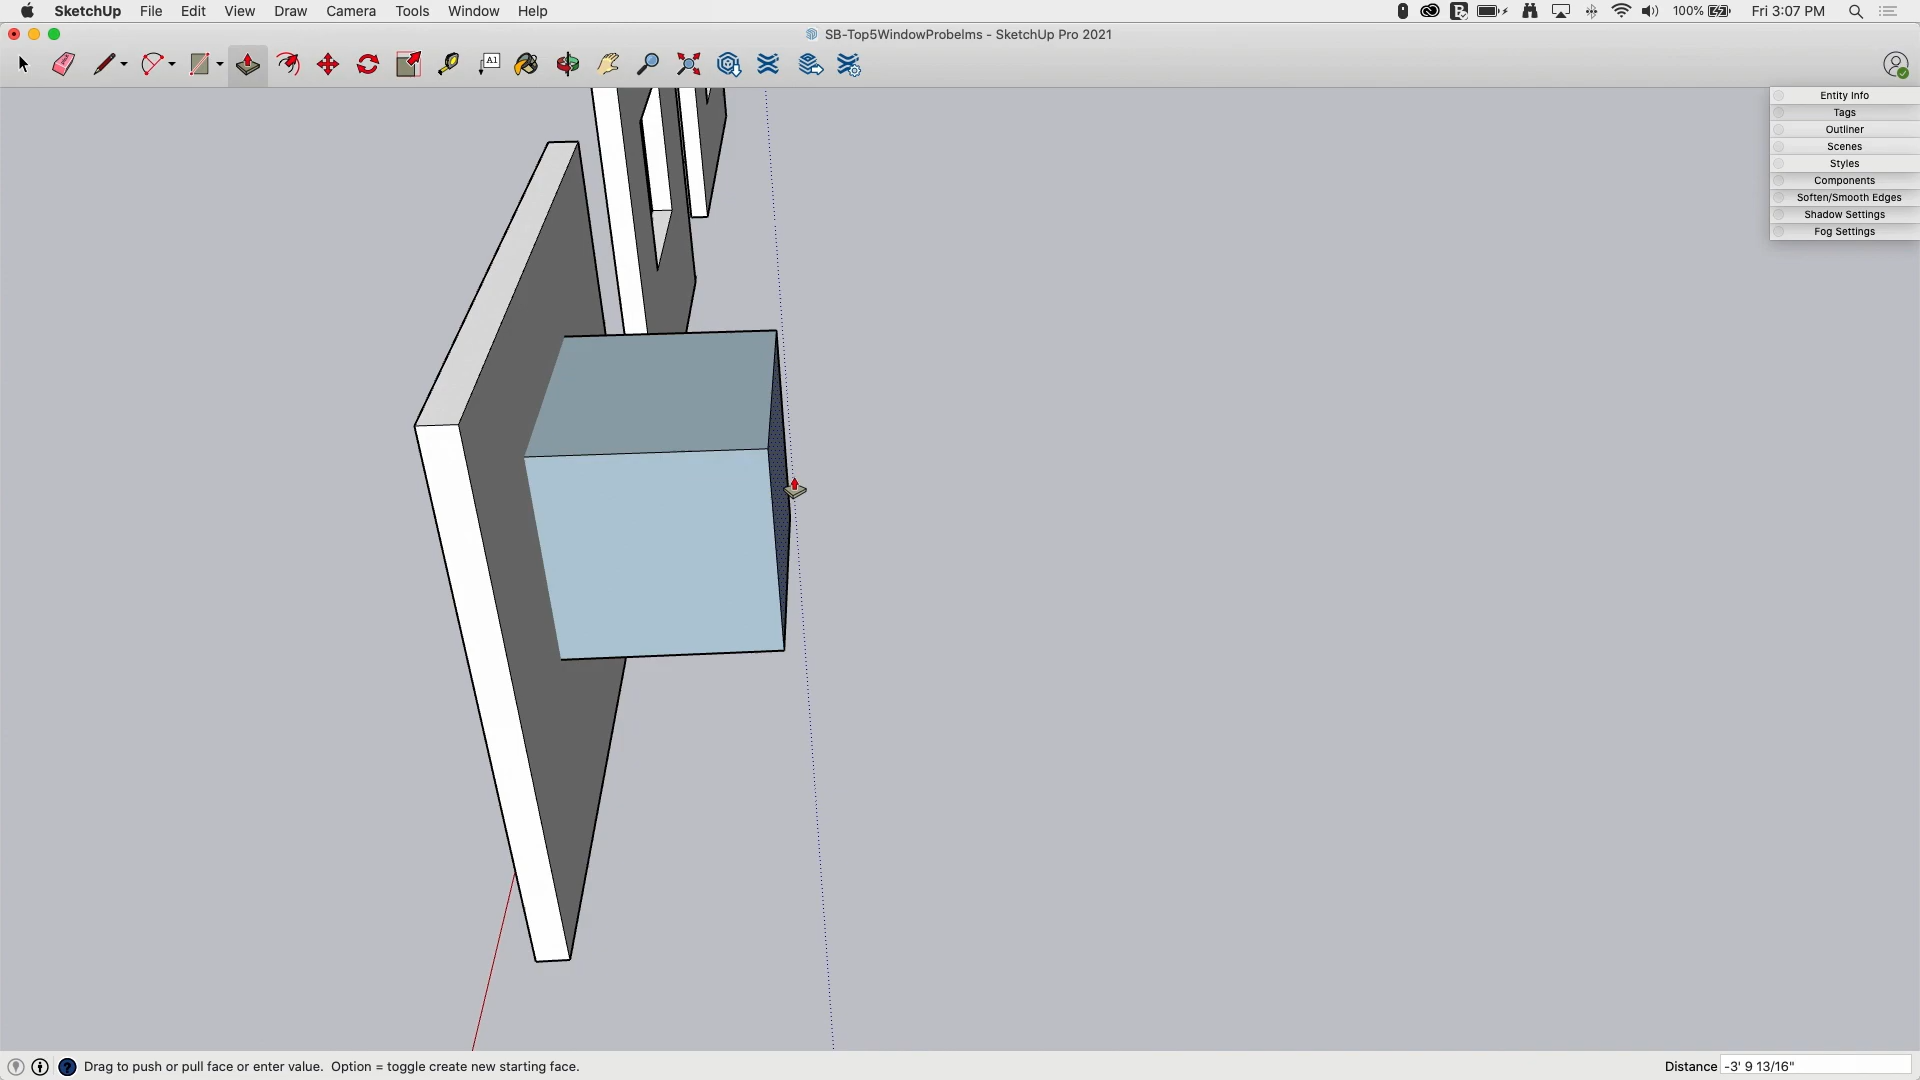 SketchUp File Edit View Draw Camera Tools Window Help 100% Fri 3:07 PM
SB-Top5WindowProbelms - SketchUp Pro 2021
A1
Entity Info
Tags
Outliner
Scenes
Styles
Components
Soften/Smooth Edges
Shadow Settings
Fog Settings
Drag to push or pull face or enter value. Option = toggle create new starting face. Distance -3' 9 13/16"